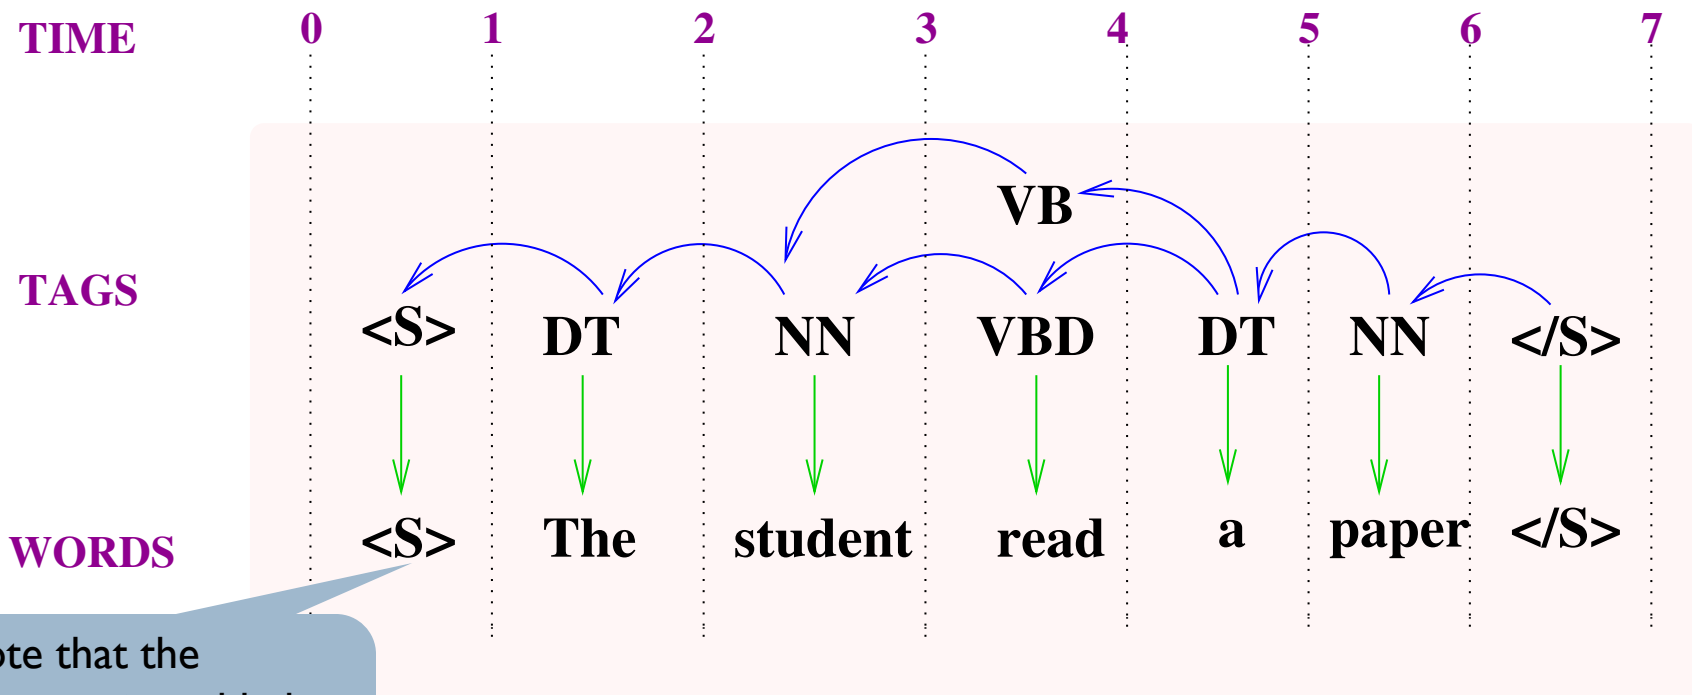 TIME 0 1 2 3 4 5 6 7
VB
TAGS <S> DT NN VBD DT NN </S>
WORDS <S> The student read a paper </S>
that the